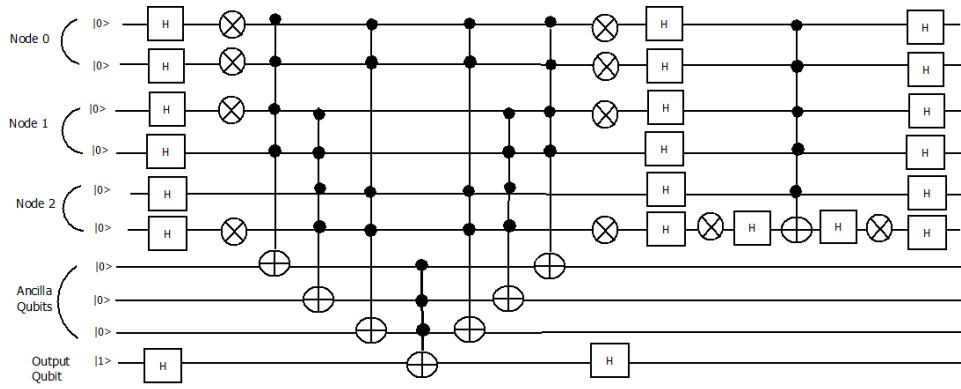 Node 0
|0>
H
H
H
|0>
H
H
H
Node 1
|0>
H
H
H
|0>
H
H
H
Node 2
|0>
H
H
H
|0>
H
H
H
H
H
Ancilla
Qubits
|0>
|0>
|0>
Output
Qubit
|1>
H
H